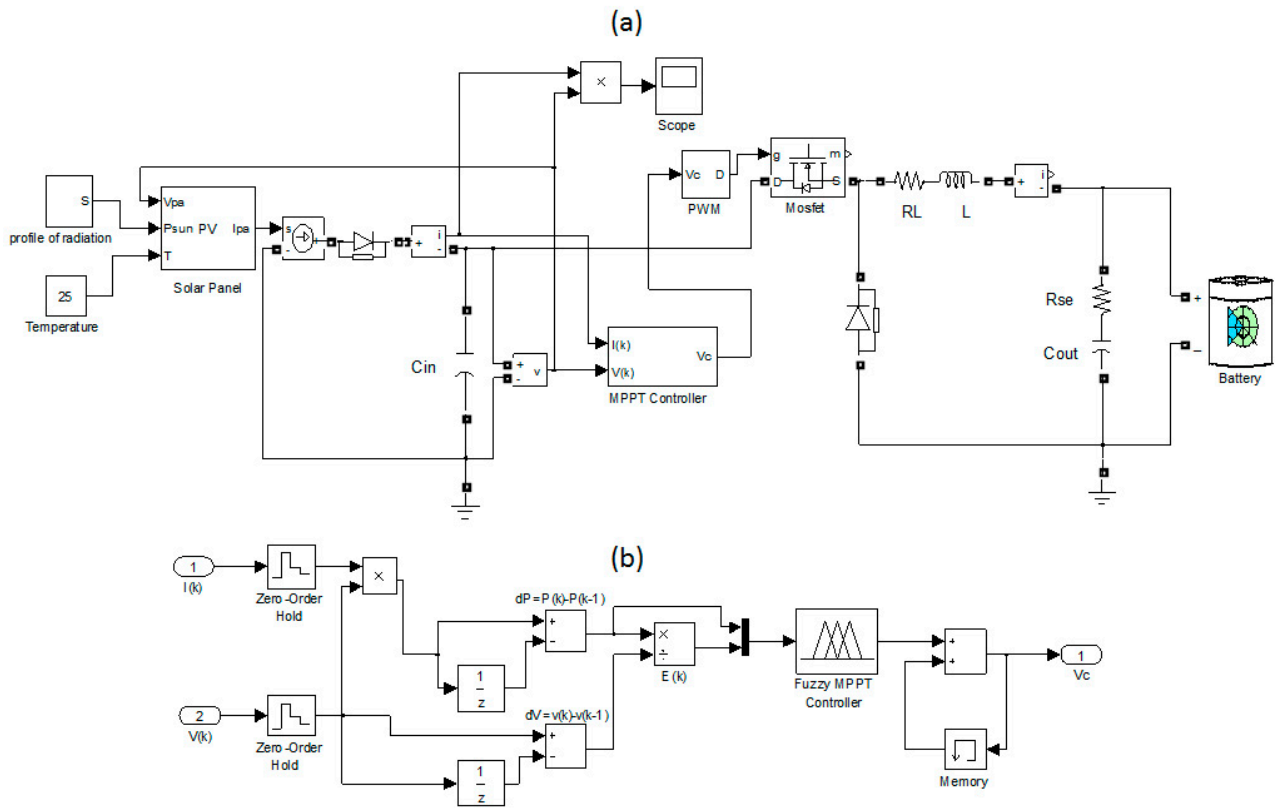 (a)
×
Scope
S
profile of radiation
25
Temperature
Vpa
Psun PV Ipa
T
Solar Panel
s
+
-
+
i
-
Cin
+
-
v
I(k)
V(k)
Vc
MPPT Controller
Vc D
PWM
g m
D S
Mosfet
RL
L
+
i
-
Rse
Cout
+
–
Battery
(b)
1
I(k)
Zero-Order
Hold
×
2
V(k)
Zero-Order
Hold
1
z
1
z
dP=P(k)-P(k-1)
+
−
dV=v(k)-v(k-1)
+
−
×
÷
E(k)
Fuzzy MPPT
Controller
+
+
Memory
1
Vc